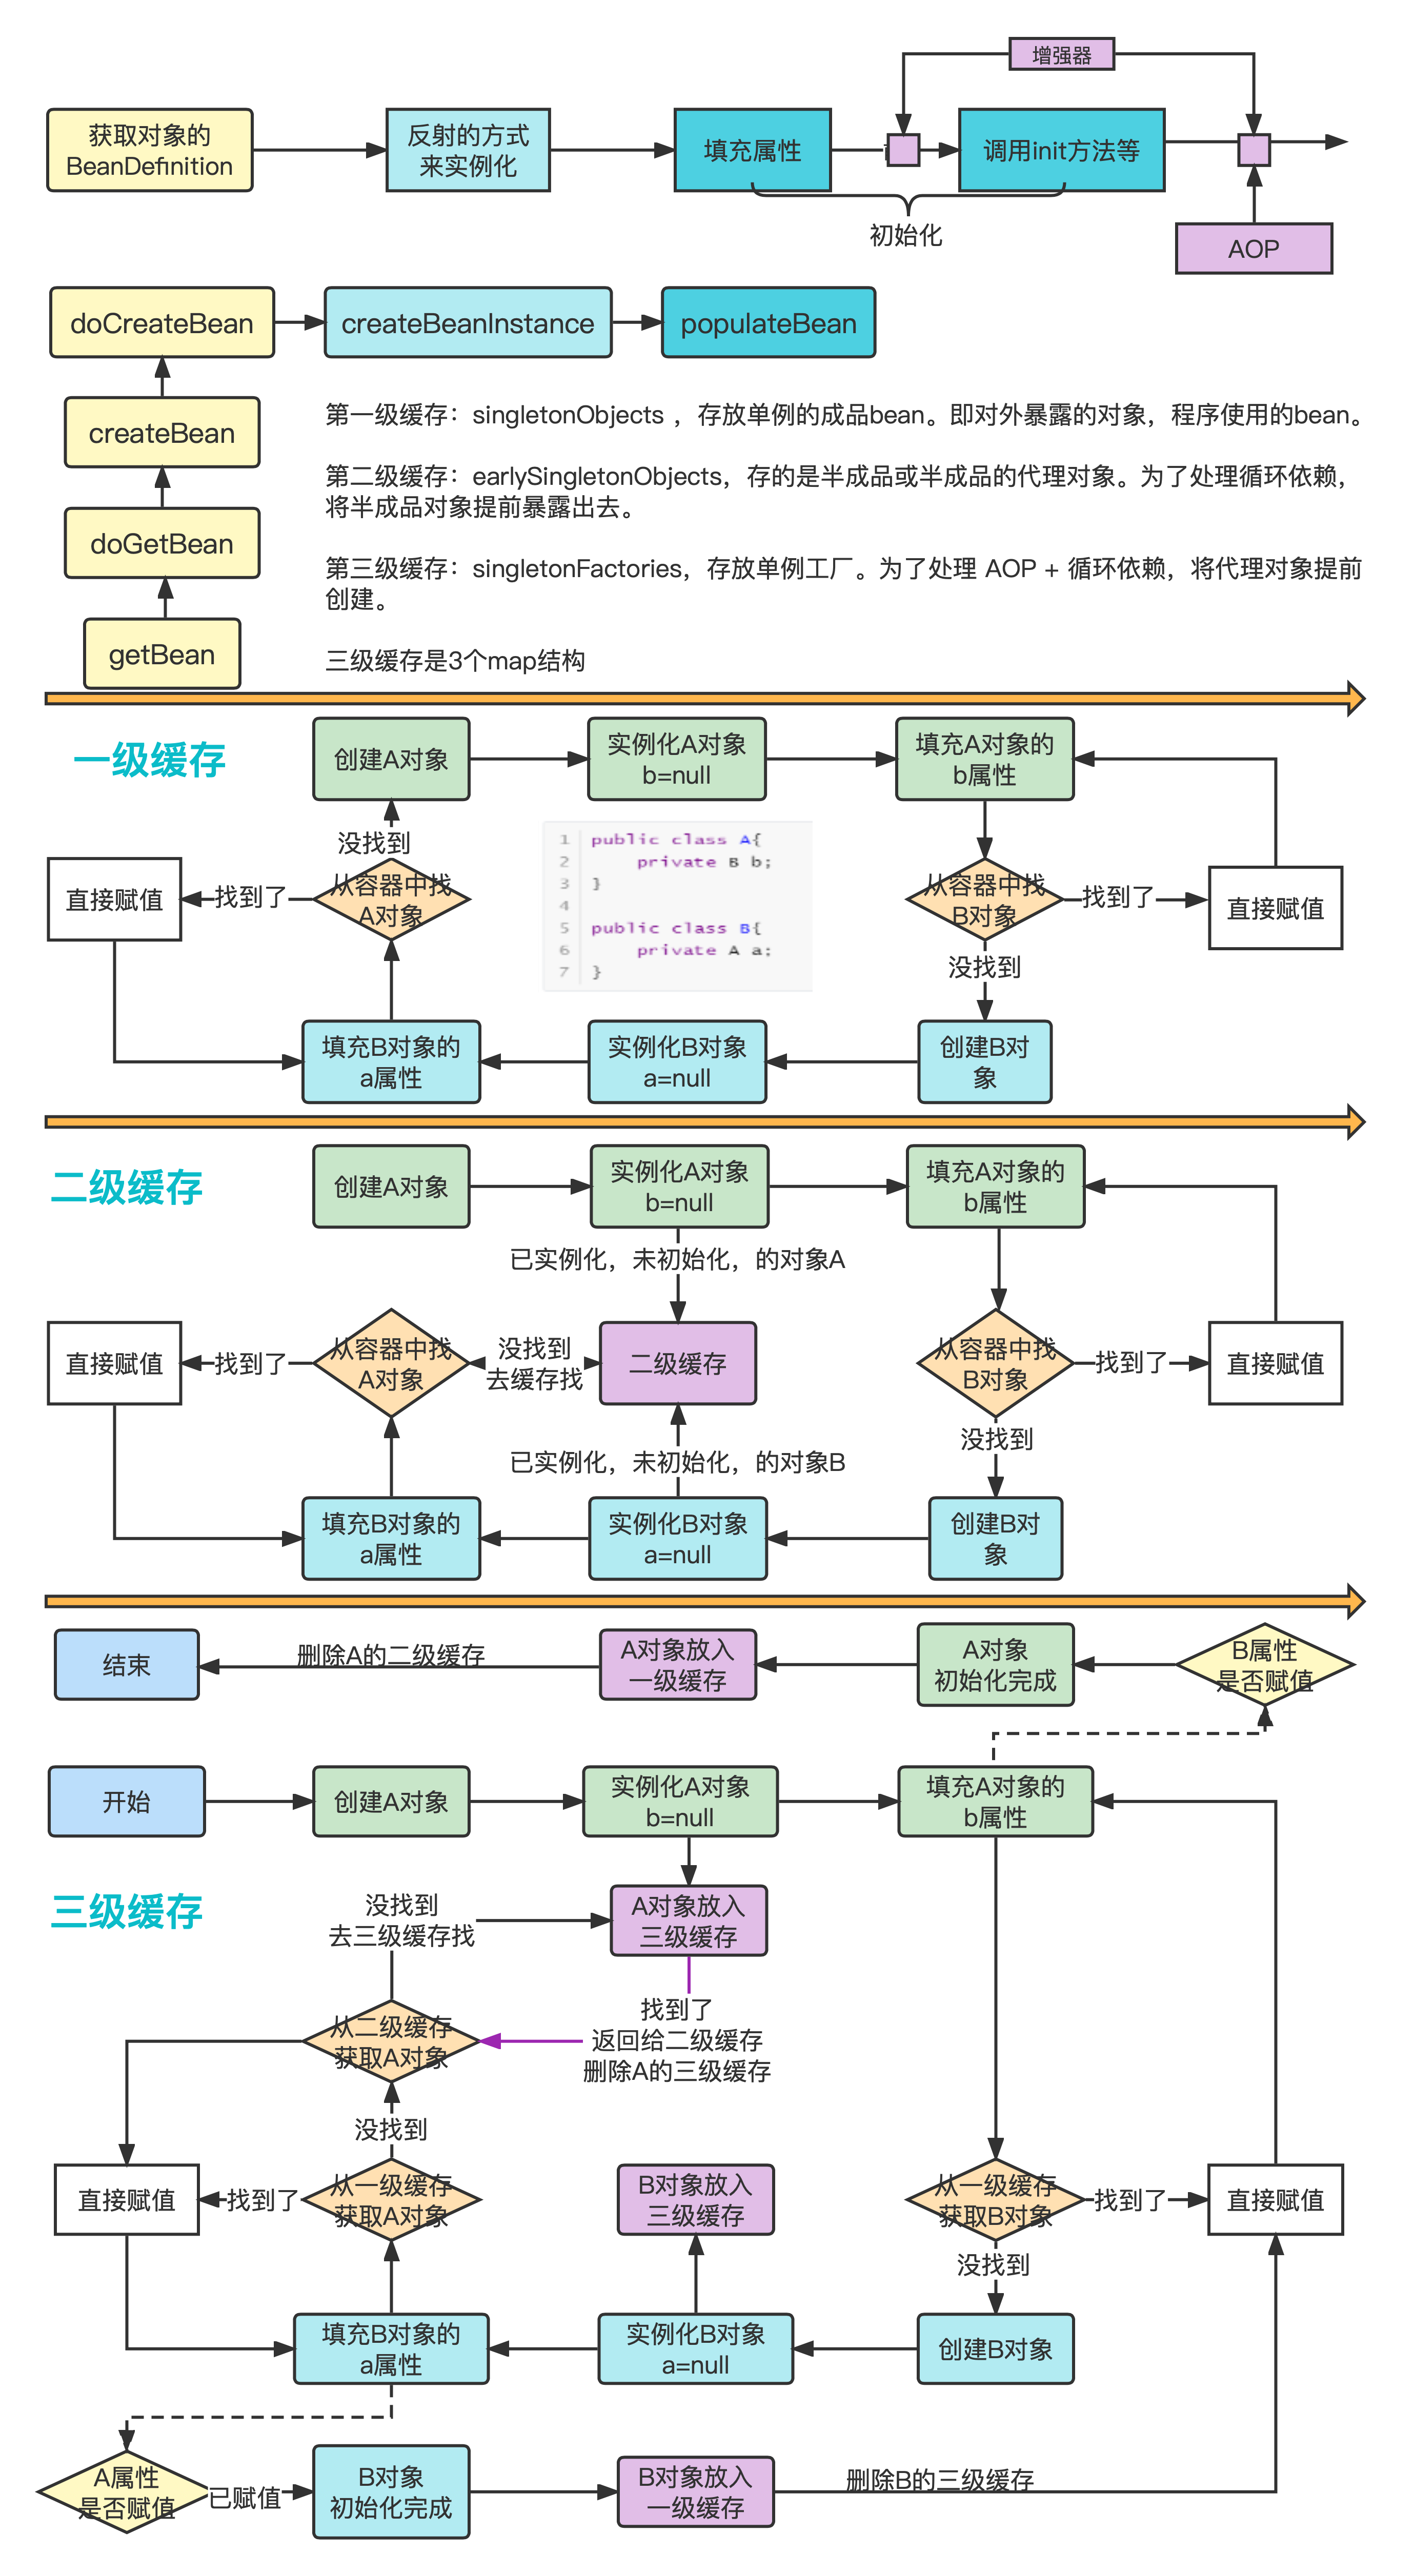 增强器
获取对象的
BeanDefinition
反射的方式
来实例化
填充属性
调用init方法等
初始化
AOP
doCreateBean
createBeanInstance
populateBean
createBean
doGetBean
getBean
第一级缓存：singletonObjects ，存放单例的成品bean。即对外暴露的对象，程序使用的bean。
第二级缓存：earlySingletonObjects，存的是半成品或半成品的代理对象。为了处理循环依赖，
将半成品对象提前暴露出去。
第三级缓存：singletonFactories，存放单例工厂。为了处理 AOP + 循环依赖，将代理对象提前
创建。
三级缓存是3个map结构
一级缓存
创建A对象
实例化A对象
b=null
填充A对象的
b属性
没找到
直接赋值
找到了
从容器中找
A对象
1 public class A{
2 private B b;
3 }
4
5 public class B{
6 private A a;
7 }
从容器中找
B对象
找到了
直接赋值
没找到
填充B对象的
a属性
实例化B对象
a=null
创建B对
象
二级缓存
创建A对象
实例化A对象
b=null
填充A对象的
b属性
已实例化，未初始化，的对象A
直接赋值
找到了
从容器中找
A对象
没找到
去缓存找
二级缓存
从容器中找
B对象
找到了
直接赋值
没找到
已实例化，未初始化，的对象B
填充B对象的
a属性
实例化B对象
a=null
创建B对
象
结束
删除A的二级缓存
A对象放入
一级缓存
A对象
初始化完成
B属性
是否赋值
开始
创建A对象
实例化A对象
b=null
填充A对象的
b属性
三级缓存
没找到
去三级缓存找
A对象放入
三级缓存
从二级缓存
获取A对象
找到了
返回给二级缓存
删除A的三级缓存
没找到
直接赋值
找到了
从一级缓存
获取A对象
B对象放入
三级缓存
从一级缓存
获取B对象
找到了
直接赋值
没找到
填充B对象的
a属性
实例化B对象
a=null
创建B对象
A属性
是否赋值
已赋值
B对象
初始化完成
B对象放入
一级缓存
删除B的三级缓存